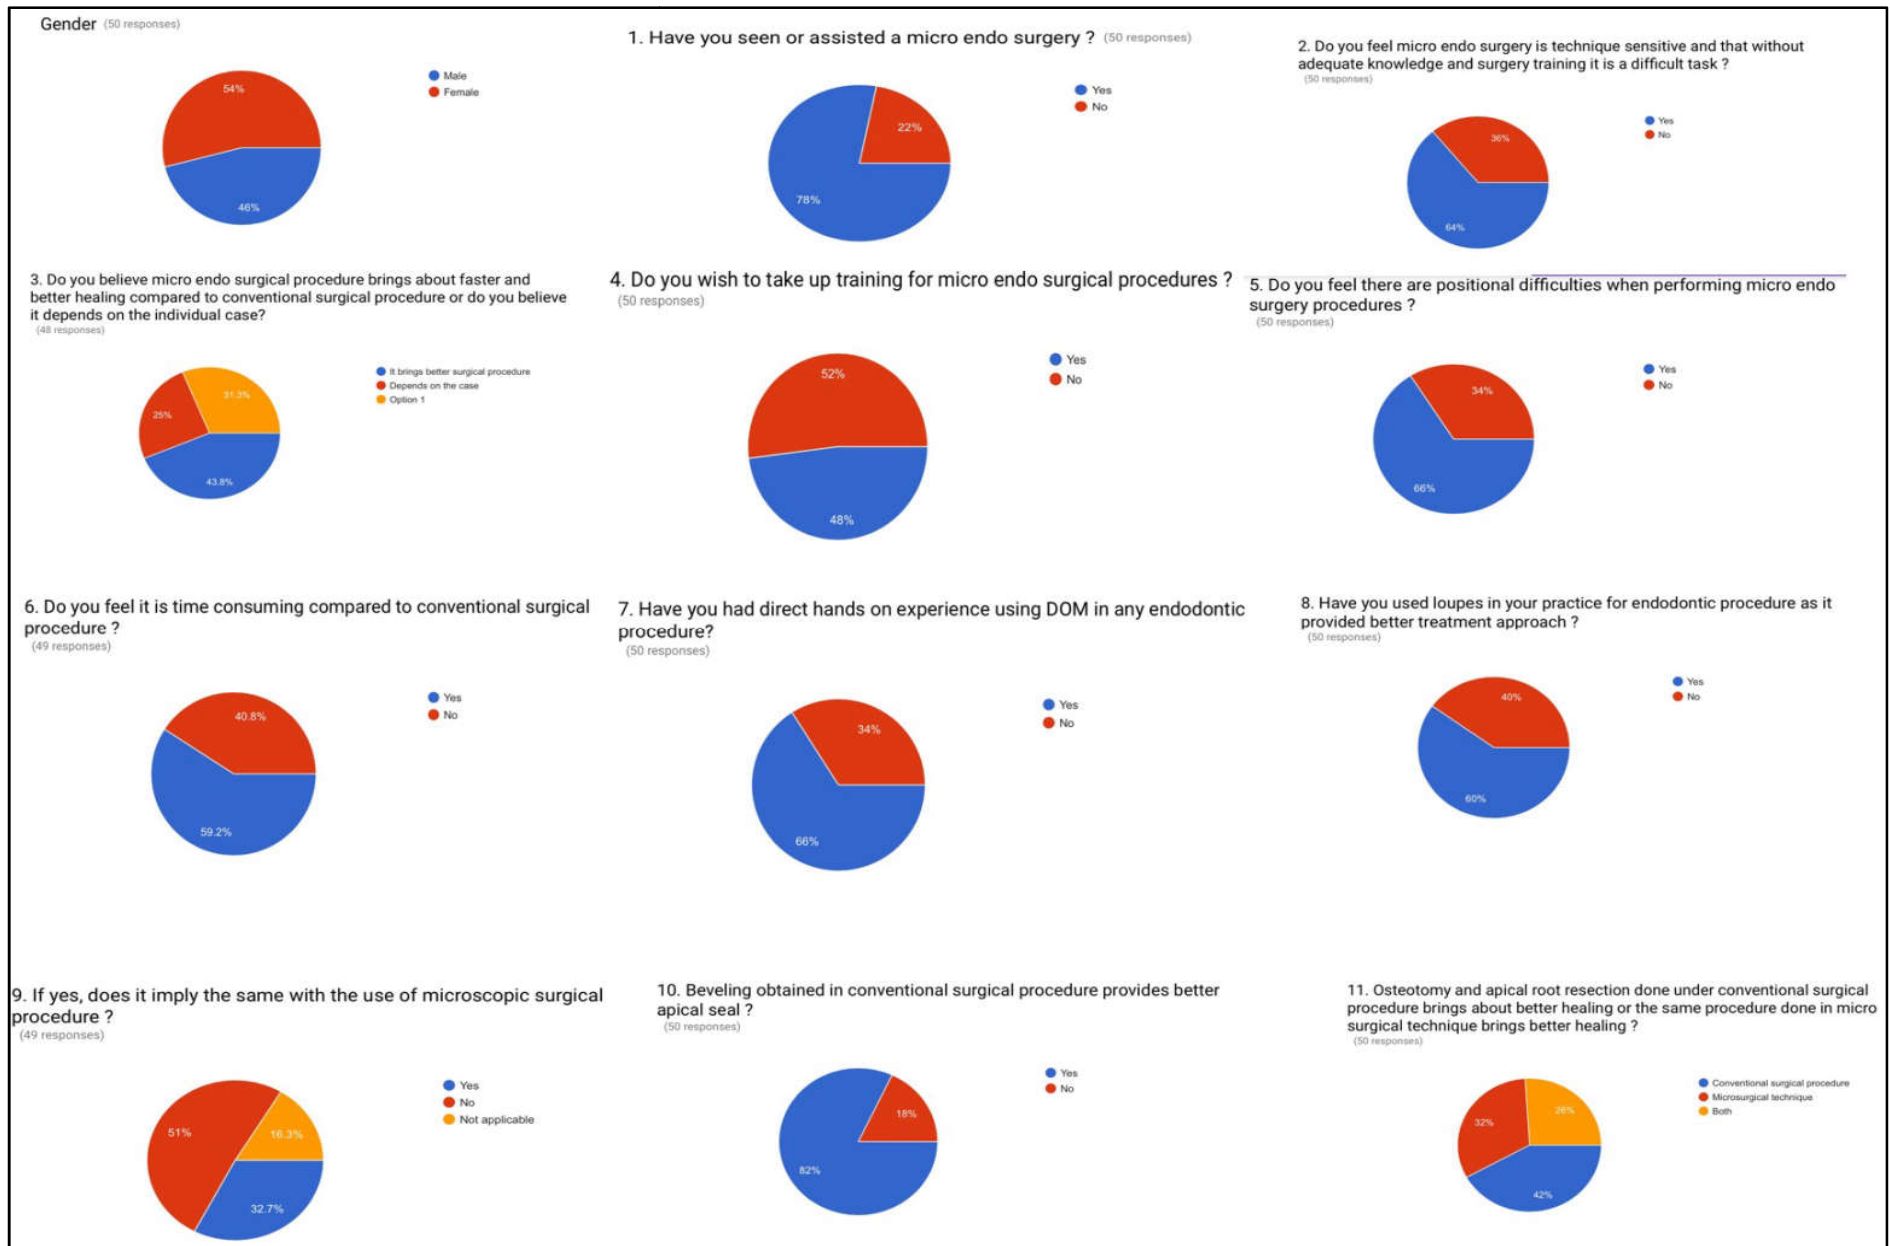 Gender (50 responses)
Male
Female
54%
46%
1. Have you seen or assisted a micro endo surgery ? (50 responses)
Yes
No
22%
78%
2. Do you feel micro endo surgery is technique sensitive and that without
adequate knowledge and surgery training it is a difficult task ?
(50 responses)
Yes
No
36%
64%
3. Do you believe micro endo surgical procedure brings about faster and
better healing compared to conventional surgical procedure or do you believe
it depends on the individual case?
(48 responses)
It brings better surgical procedure
Depends on the case
Option 1
31.3%
25%
43.8%
4. Do you wish to take up training for micro endo surgical procedures ?
(50 responses)
Yes
No
52%
48%
5. Do you feel there are positional difficulties when performing micro endo
surgery procedures ?
(50 responses)
Yes
No
34%
66%
6. Do you feel it is time consuming compared to conventional surgical
procedure ?
(49 responses)
Yes
No
40.8%
59.2%
7. Have you had direct hands on experience using DOM in any endodontic
procedure?
(50 responses)
Yes
No
34%
66%
8. Have you used loupes in your practice for endodontic procedure as it
provided better treatment approach ?
(50 responses)
Yes
No
40%
60%
9. If yes, does it imply the same with the use of microscopic surgical
procedure ?
(49 responses)
Yes
No
Not applicable
51%
16.3%
32.7%
10. Beveling obtained in conventional surgical procedure provides better
apical seal ?
(50 responses)
Yes
No
18%
82%
11. Osteotomy and apical root resection done under conventional surgical
procedure brings about better healing or the same procedure done in micro
surgical technique brings better healing ?
(50 responses)
Conventional surgical procedure
Microsurgical technique
Both
26%
32%
42%